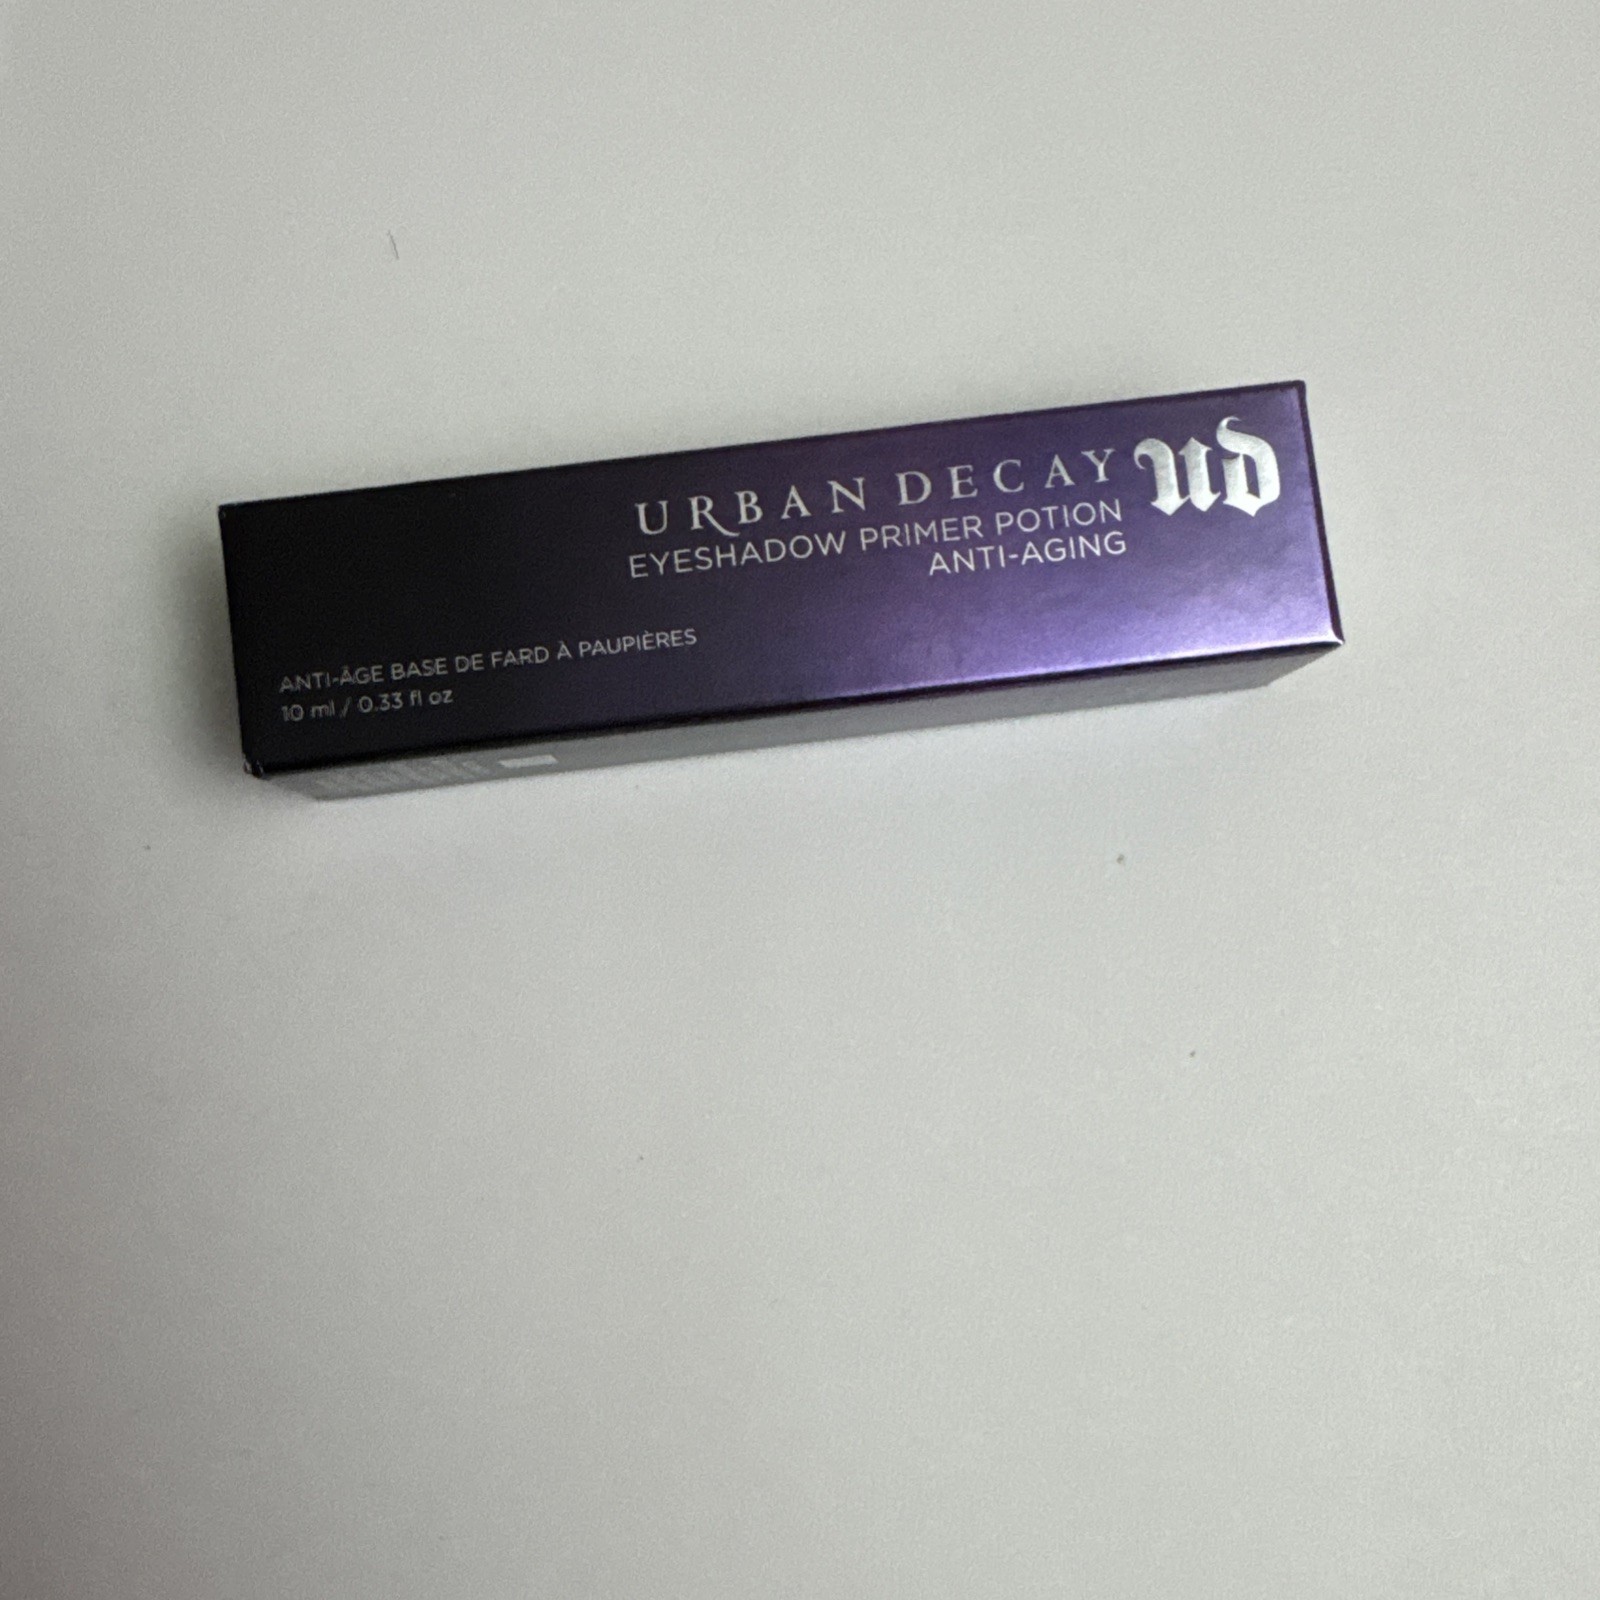 URBAN DECAY
UD
EYESHADOW PRIMER POTION
ANTI-AGING
ANTI-ÂGE BASE DE FARD À PAUPIÈRES
10 ml / 0.33 fl oz